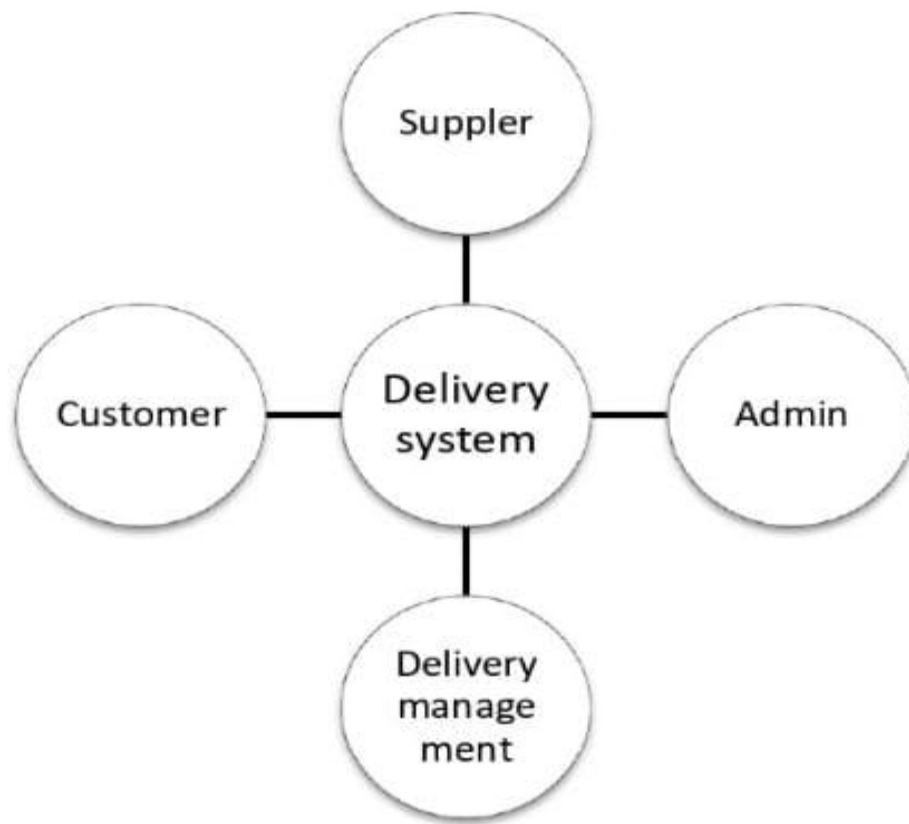 Suppler
Customer
Delivery
system
Admin
Delivery
manage
ment